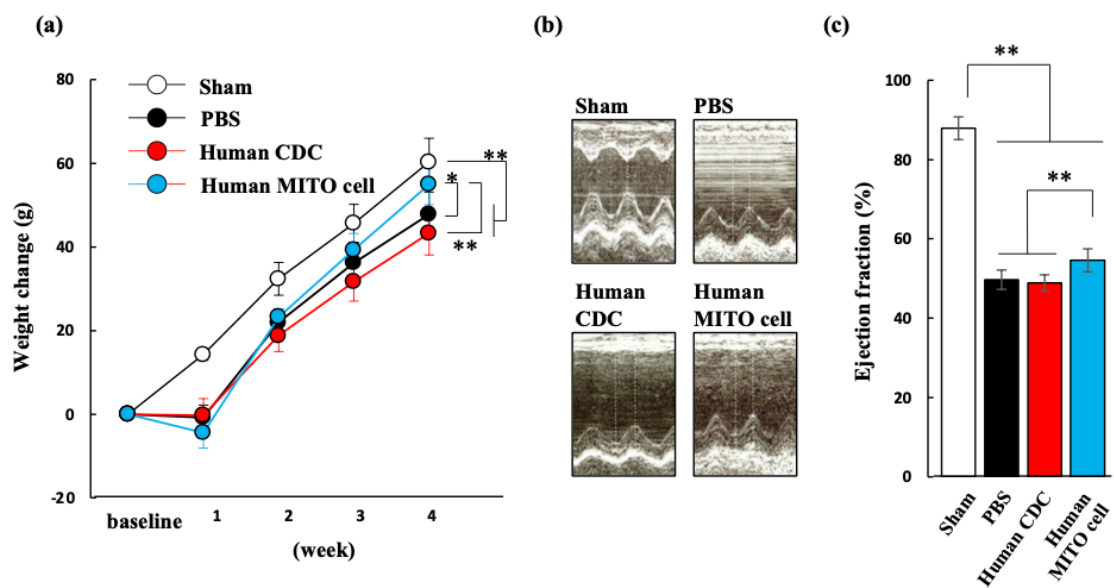 (a)
Weight change (g)
80
60
40
20
0
-20
Sham
PBS
Human CDC
Human MITO cell
**
*
**
baseline
1
2
3
4
(week)
(b)
Sham
PBS
Human
CDC
Human
MITO cell
(c)
Ejection fraction (%)
100
80
60
40
20
0
**
**
Sham
PBS
Human CDC
Human
MITO cell